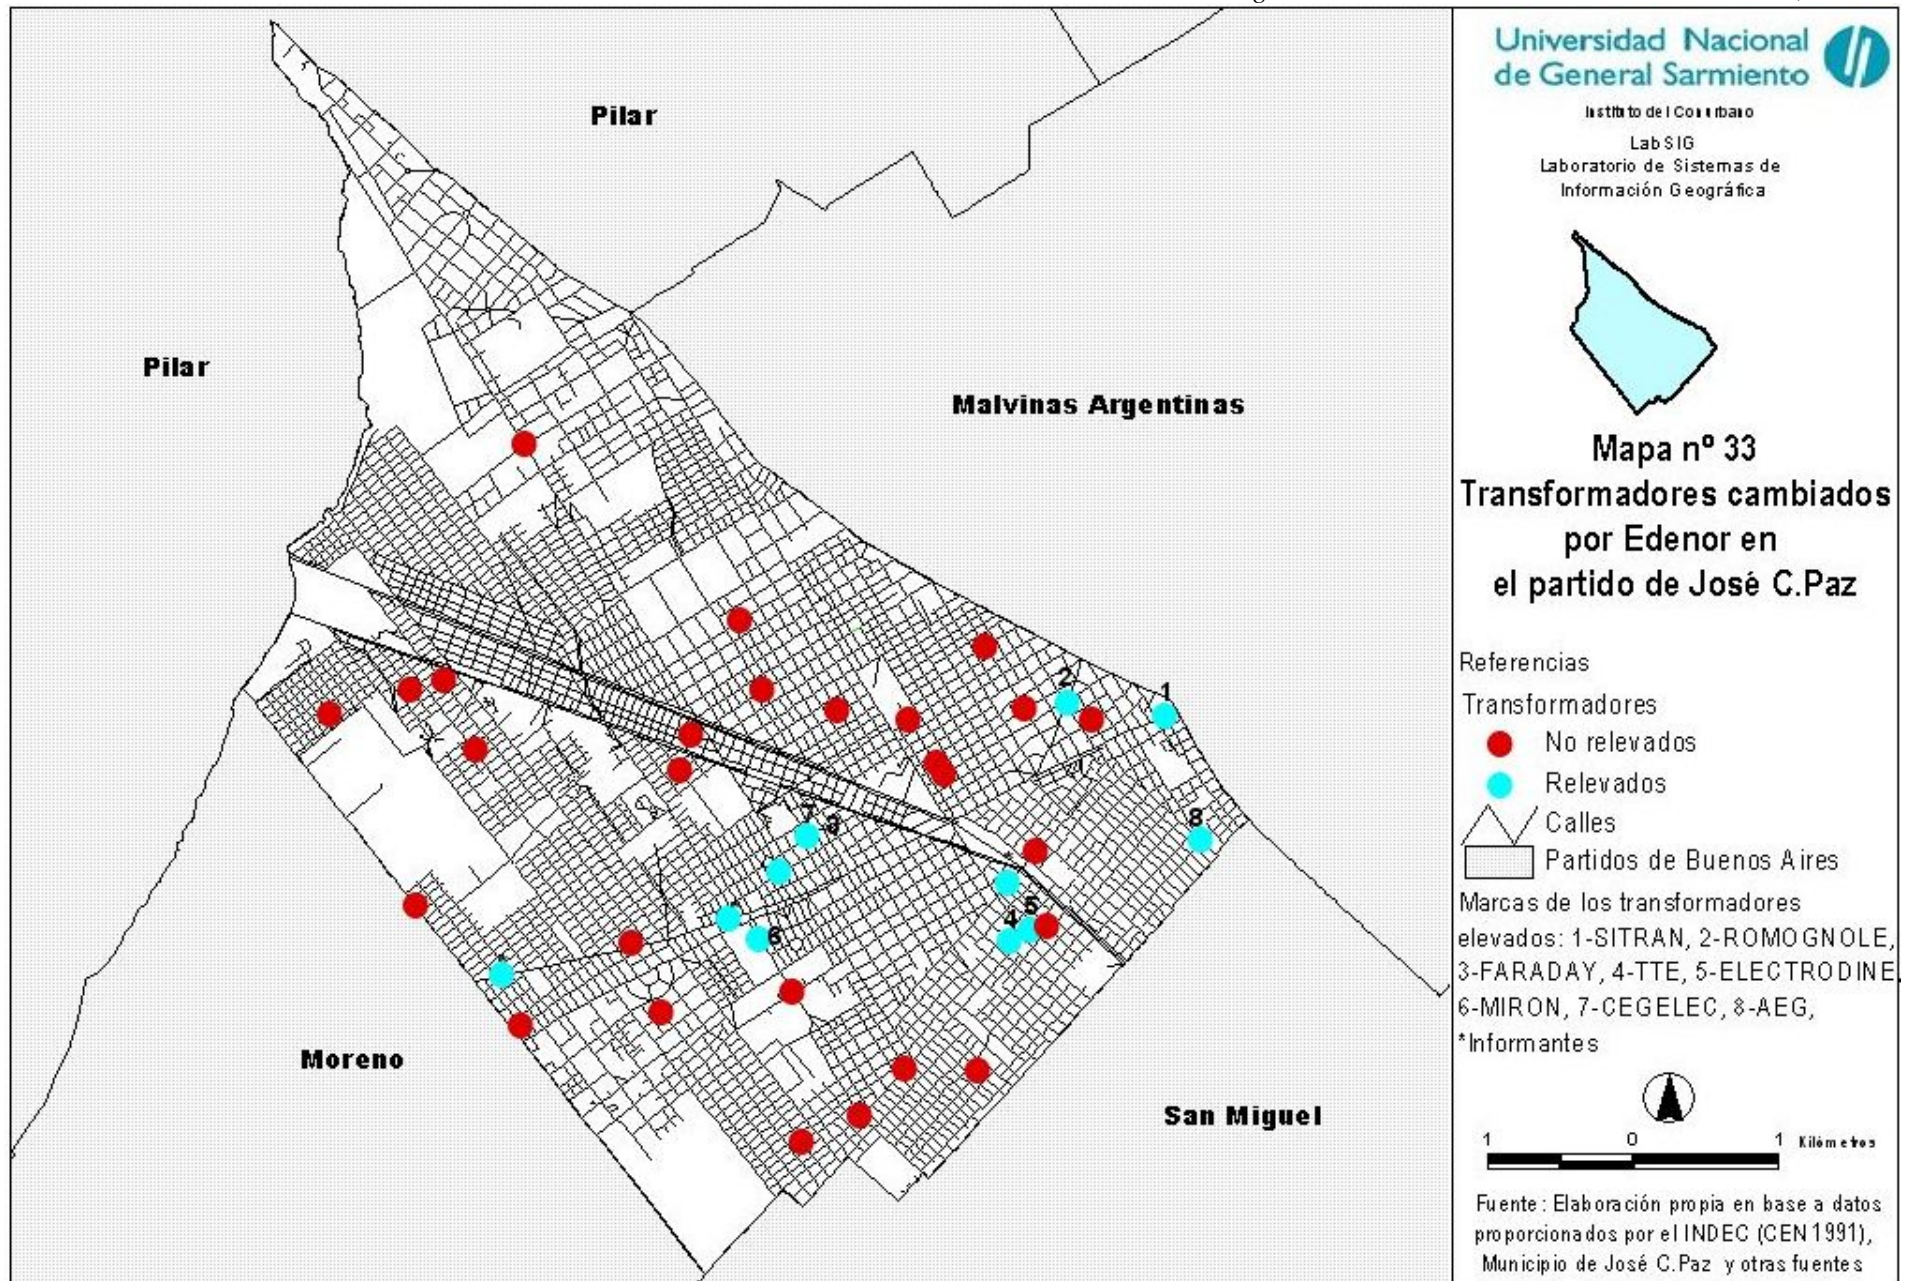 Pilar
Pilar
Malvinas Argentinas
Moreno
San Miguel
2
1
7
3
8
6
5
4
Universidad Nacional
de General Sarmiento
Instituto del Conurbano
LabSIG
Laboratorio de Sistemas de
Información Geográfica
Mapa nº 33
Transformadores cambiados
por Edenor en
el partido de José C.Paz
Referencias
Transformadores
No relevados
Relevados
Calles
Partidos de Buenos Aires
Marcas de los transformadores
elevados: 1-SITRAN, 2-ROMOGNOLE,
3-FARADAY, 4-TTE, 5-ELECTRODINE,
6-MIRON, 7-CEGELEC, 8-AEG,
*Informantes
1 0 1 Kilómetros
Fuente: Elaboración propia en base a datos
proporcionados por el INDEC (CEN 1991),
Municipio de José C.Paz y otras fuentes